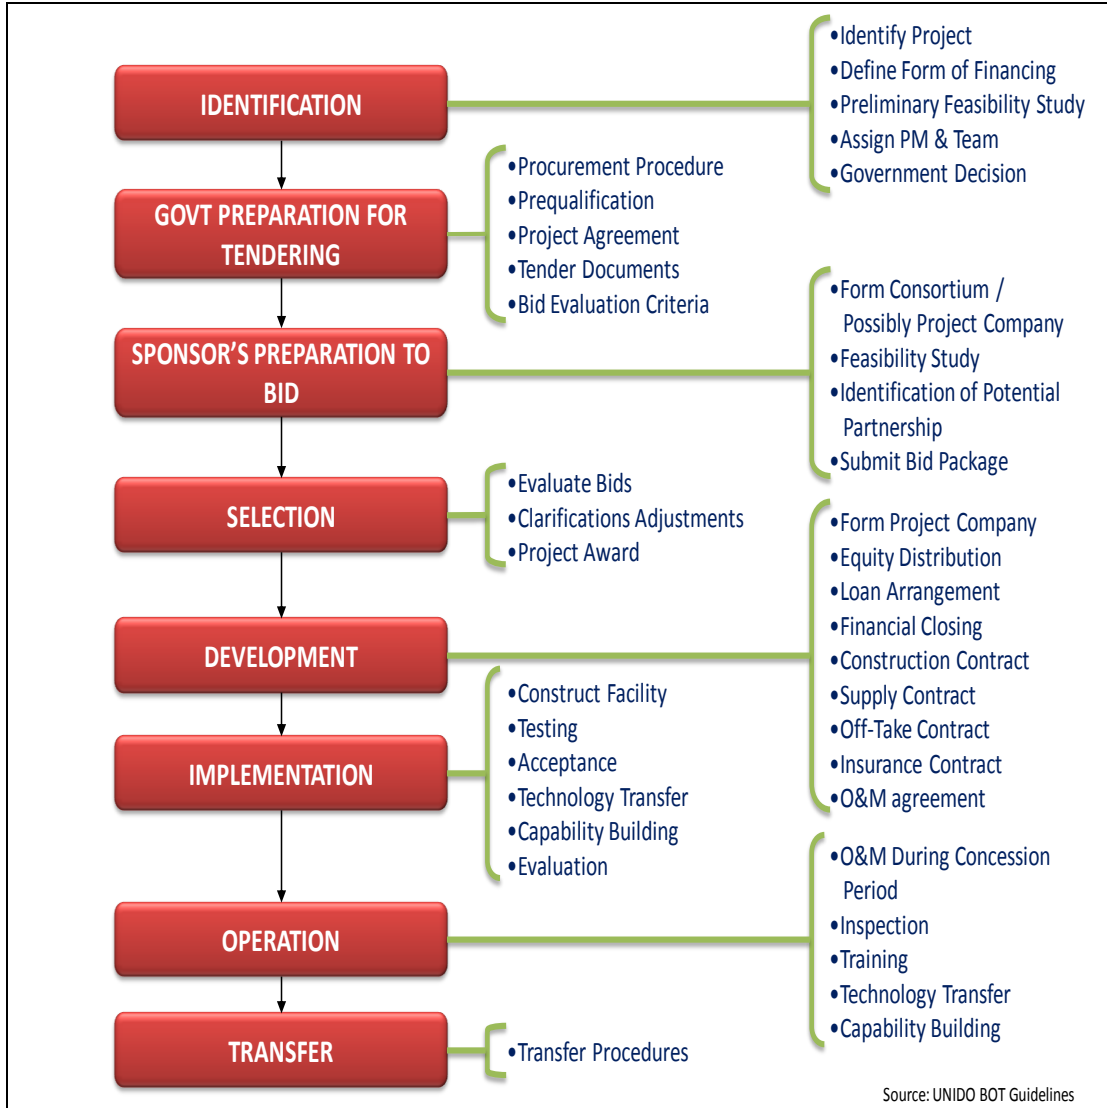 IDENTIFICATION
•Identify Project
•Define Form of Financing
•Preliminary Feasibility Study
•Assign PM & Team
•Government Decision
GOVT PREPARATION FOR
TENDERING
•Procurement Procedure
•Prequalification
•Project Agreement
•Tender Documents
•Bid Evaluation Criteria
SPONSOR'S PREPARATION TO
BID
•Form Consortium /
Possibly Project Company
•Feasibility Study
•Identification of Potential
Partnership
•Submit Bid Package
SELECTION
•Evaluate Bids
•Clarifications Adjustments
•Project Award
DEVELOPMENT
•Form Project Company
•Equity Distribution
•Loan Arrangement
•Financial Closing
•Construction Contract
•Supply Contract
•Off-Take Contract
•Insurance Contract
•O&M agreement
IMPLEMENTATION
•Construct Facility
•Testing
•Acceptance
•Technology Transfer
•Capability Building
•Evaluation
OPERATION
•O&M During Concession
Period
•Inspection
•Training
•Technology Transfer
•Capability Building
TRANSFER
•Transfer Procedures
Source: UNIDO BOT Guidelines